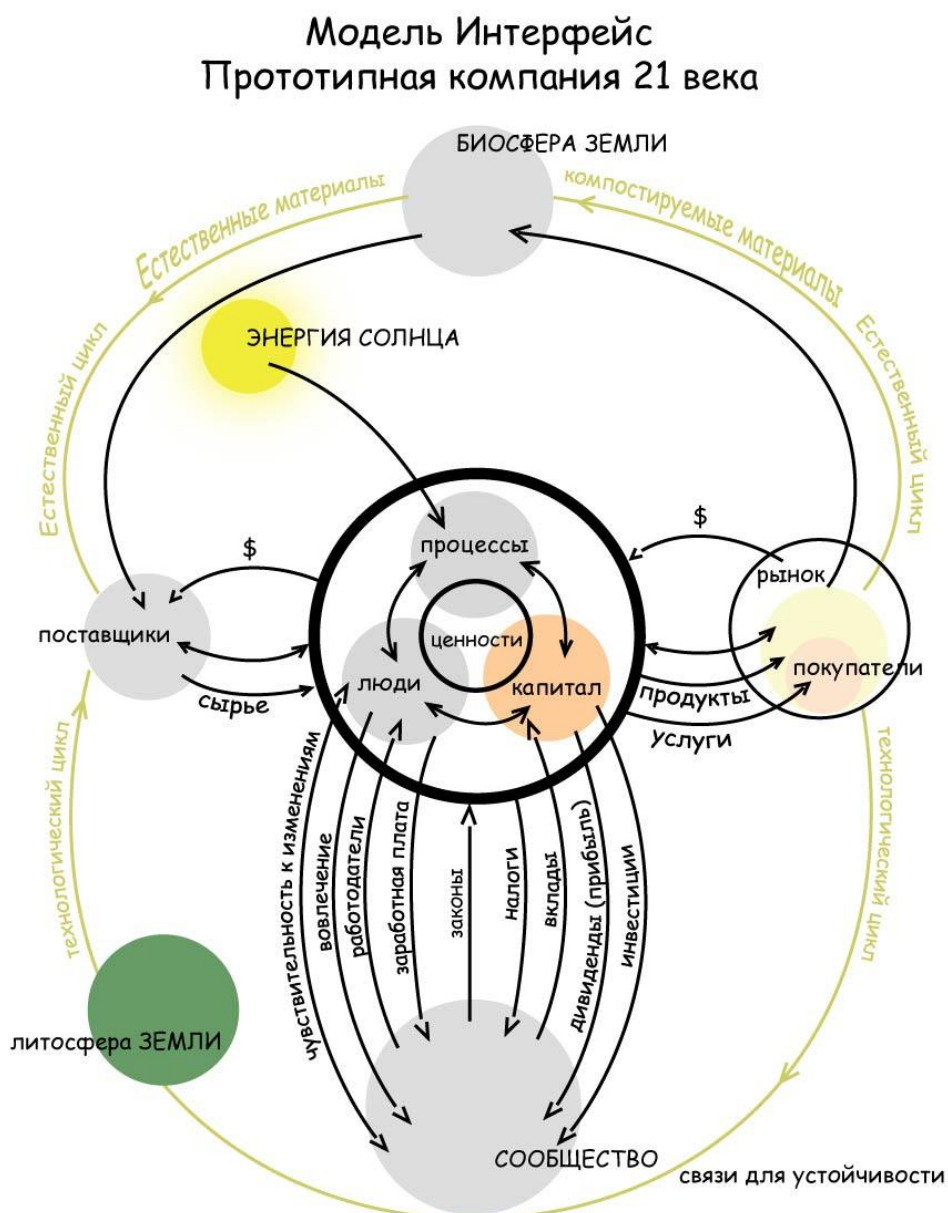 Модель Интерфейс
Прототипная компания 21 века
БИОСФЕРА ЗЕМЛИ
Естественные материалы
компостируемые материалы
ЭНЕРГИЯ СОЛНЦА
Естественный цикл
Естественный цикл
$
$
процессы
рынок
поставщики
ценности
люди
капитал
покупатели
сырье
продукты
услуги
технологический цикл
технологический цикл
чувствительность к изменениям
вовлечение
работодатели
заработная плата
законы
налоги
вклады
дивиденды (прибыль)
инвестиции
литосфера ЗЕМЛИ
СООБЩЕСТВО
связи для устойчивости